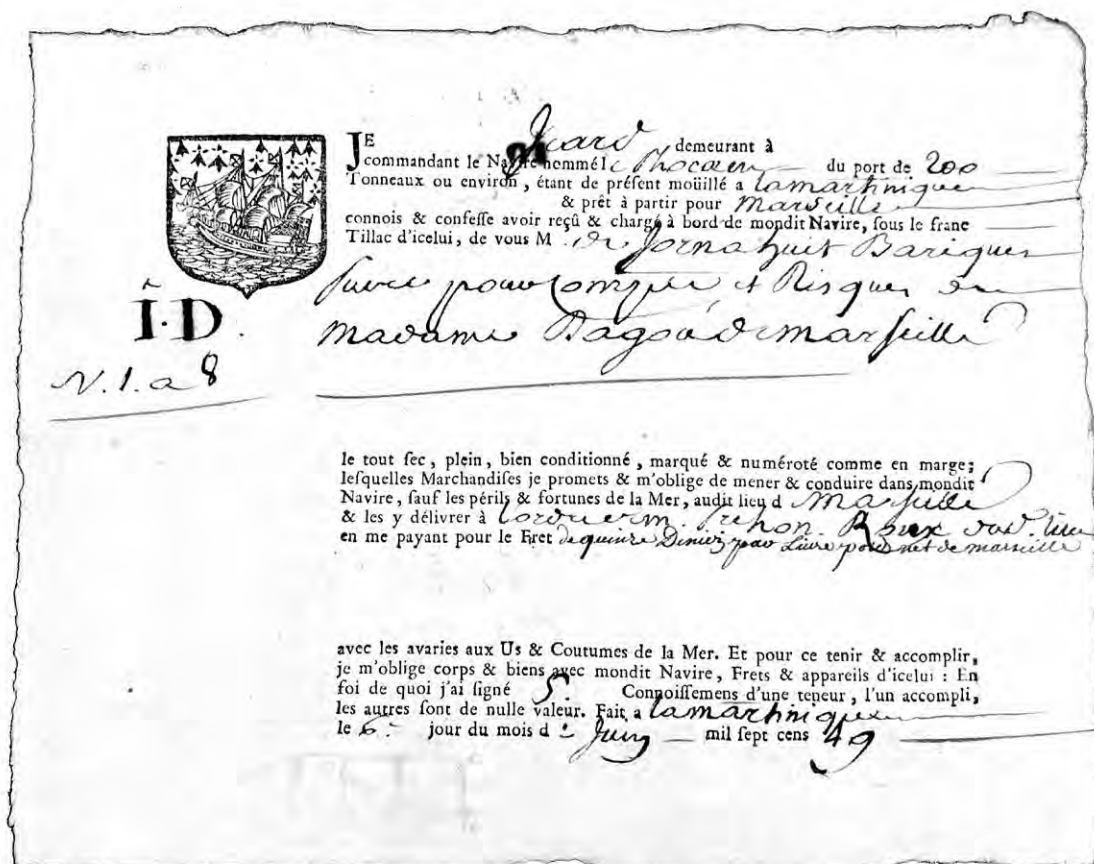 JE Icard demeurant à
commandant le Navire nommé le Phocéen du port de 200
Tonneaux ou environ, étant de préſent moüillé a Lamartinique
& prêt à partir pour Marſeille
connois & confeſſe avoir reçû & chargé à bord de mondit Navire, ſous le franc
Tillac d'icelui, de vous M. de Jorna huit Bariques
Sucre pour Compte et Risques de
Madame de Marſeille
Î·D.
N. 1. a 8
le tout ſec, plein, bien conditionné, marqué & numéroté comme en marge;
leſquelles Marchandiſes je promets & m'oblige de mener & conduire dans mondit
Navire, ſauf les périls & fortunes de la Mer, audit lieu d Marſeille
& les y délivrer à Lordre de m. Roux dud. lieu
en me payant pour le Fret de quinze Deniers par Livre poids net de marseille
avec les avaries aux Us & Coutumes de la Mer. Et pour ce tenir & accomplir,
je m'oblige corps & biens avec mondit Navire, Frets & appareils d'icelui : En
foi de quoi j'ai ſigné 5. Connoiſſemens d'une teneur, l'un accompli,
les autres ſont de nulle valeur. Fait a Lamartinique
le 6. jour du mois d Juin mil ſept cens 49